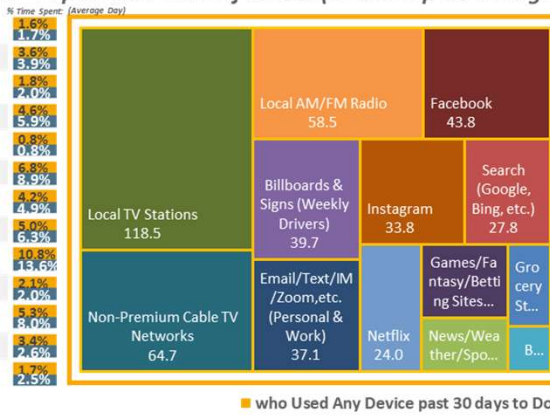 % Time Spent: (Average Day)
1.6%
1.7%
3.6%
3.9%
1.8%
2.0%
4.6%
5.9%
0.8%
0.8%
6.8%
8.9%
4.2%
4.9%
5.0%
6.3%
10.8%
13.6%
2.1%
2.0%
5.3%
8.0%
3.4%
2.6%
1.7%
2.5%
Local TV Stations
118.5
Non-Premium Cable TV
Networks
64.7
Local AM/FM Radio
58.5
Facebook
43.8
Billboards &
Signs (Weekly
Drivers)
39.7
Instagram
33.8
Search
(Google,
Bing, etc.)
27.8
Email/Text/IM
/Zoom,etc.
(Personal &
Work)
37.1
Netflix
24.0
Games/Fa
ntasy/Betti
ng Sites...
Gro
cery
St...
News/Wea
ther/Spo...
B...
who Used Any Device past 30 days to Do